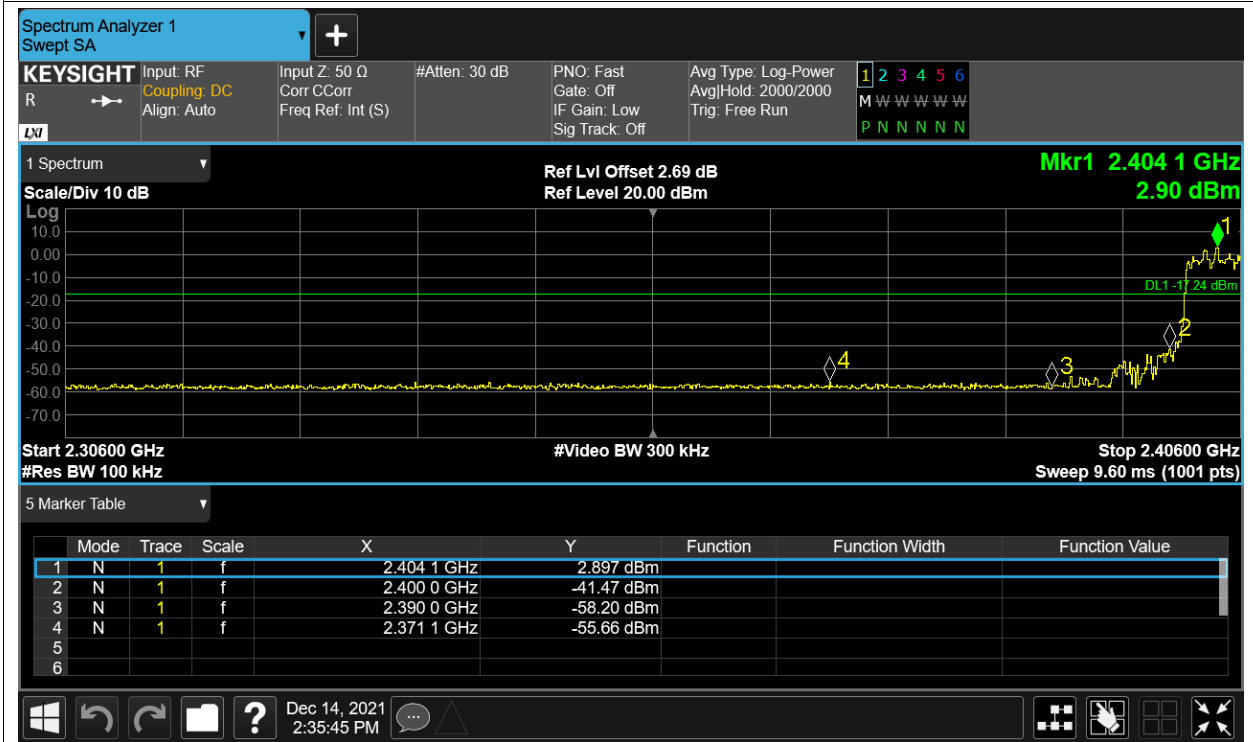 Spectrum Analyzer 1
Swept SA
+
KEYSIGHT Input: RF Input Z: 50 Ω #Atten: 30 dB PNO: Fast Avg Type: Log-Power 1 2 3 4 5 6
R Coupling: DC Corr CCorr Gate: Off Avg|Hold: 2000/2000 M W W W W W
Align: Auto Freq Ref: Int (S) IF Gain: Low Trig: Free Run
LXI Sig Track: Off P N N N N N
1 Spectrum Ref Lvl Offset 2.69 dB Mkr1 2.404 1 GHz
Scale/Div 10 dB Ref Level 20.00 dBm 2.90 dBm
Log
10.0 1
0.00
-10.0
DL1 -17.24 dBm
-20.0
-30.0 2
-40.0
4
-50.0 3
-60.0
-70.0
Start 2.30600 GHz #Video BW 300 kHz Stop 2.40600 GHz
#Res BW 100 kHz Sweep 9.60 ms (1001 pts)
5 Marker Table
Mode Trace Scale X Y Function Function Width Function Value
1 N 1 f 2.404 1 GHz 2.897 dBm
2 N 1 f 2.400 0 GHz -41.47 dBm
3 N 1 f 2.390 0 GHz -58.20 dBm
4 N 1 f 2.371 1 GHz -55.66 dBm
5
6
? Dec 14, 2021
2:35:45 PM